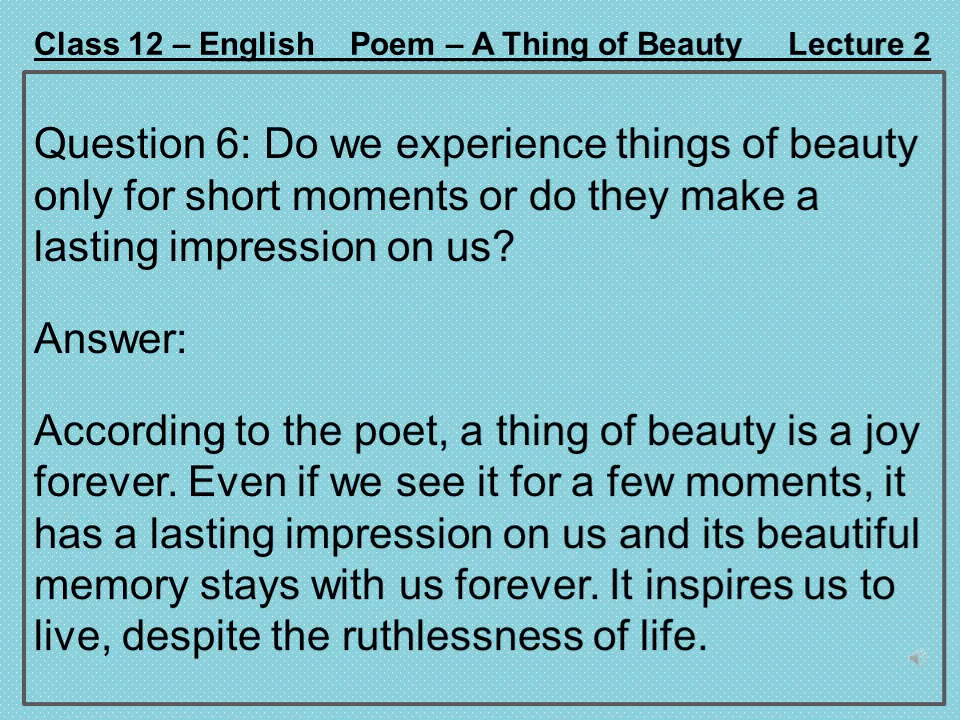 Class 12 – English Poem – A Thing of Beauty Lecture 2
Question 6: Do we experience things of beauty
only for short moments or do they make a
lasting impression on us?
Answer:
According to the poet, a thing of beauty is a joy
forever. Even if we see it for a few moments, it
has a lasting impression on us and its beautiful
memory stays with us forever. It inspires us to
live, despite the ruthlessness of life.